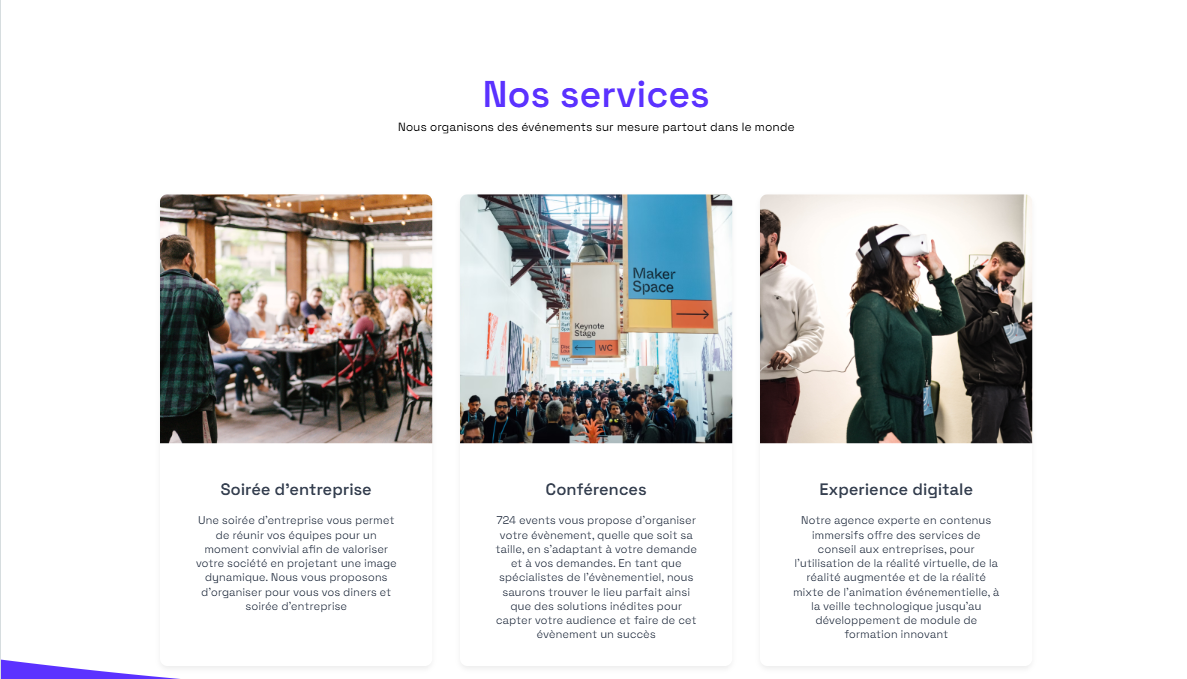 Nos services
Nous organisons des événements sur mesure partout dans le monde
Maker
Space
Keynote
Stage
WC
Soirée d'entreprise
Une soirée d'entreprise vous permet
de réunir vos équipes pour un
moment convivial afin de valoriser
votre société en projetant une image
dynamique. Nous vous proposons
d'organiser pour vous vos diners et
soirée d'entreprise
Conférences
724 events vous propose d'organiser
votre évènement, quelle que soit sa
taille, en s'adaptant à votre demande
et à vos demandes. En tant que
spécialistes de l'évènementiel, nous
saurons trouver le lieu parfait ainsi
que des solutions inédites pour
capter votre audience et faire de cet
évènement un succès
Experience digitale
Notre agence experte en contenus
immersifs offre des services de
conseil aux entreprises, pour
l'utilisation de la réalité virtuelle, de la
réalité augmentée et de la réalité
mixte de l'animation événementielle, à
la veille technologique jusqu'au
développement de module de
formation innovant